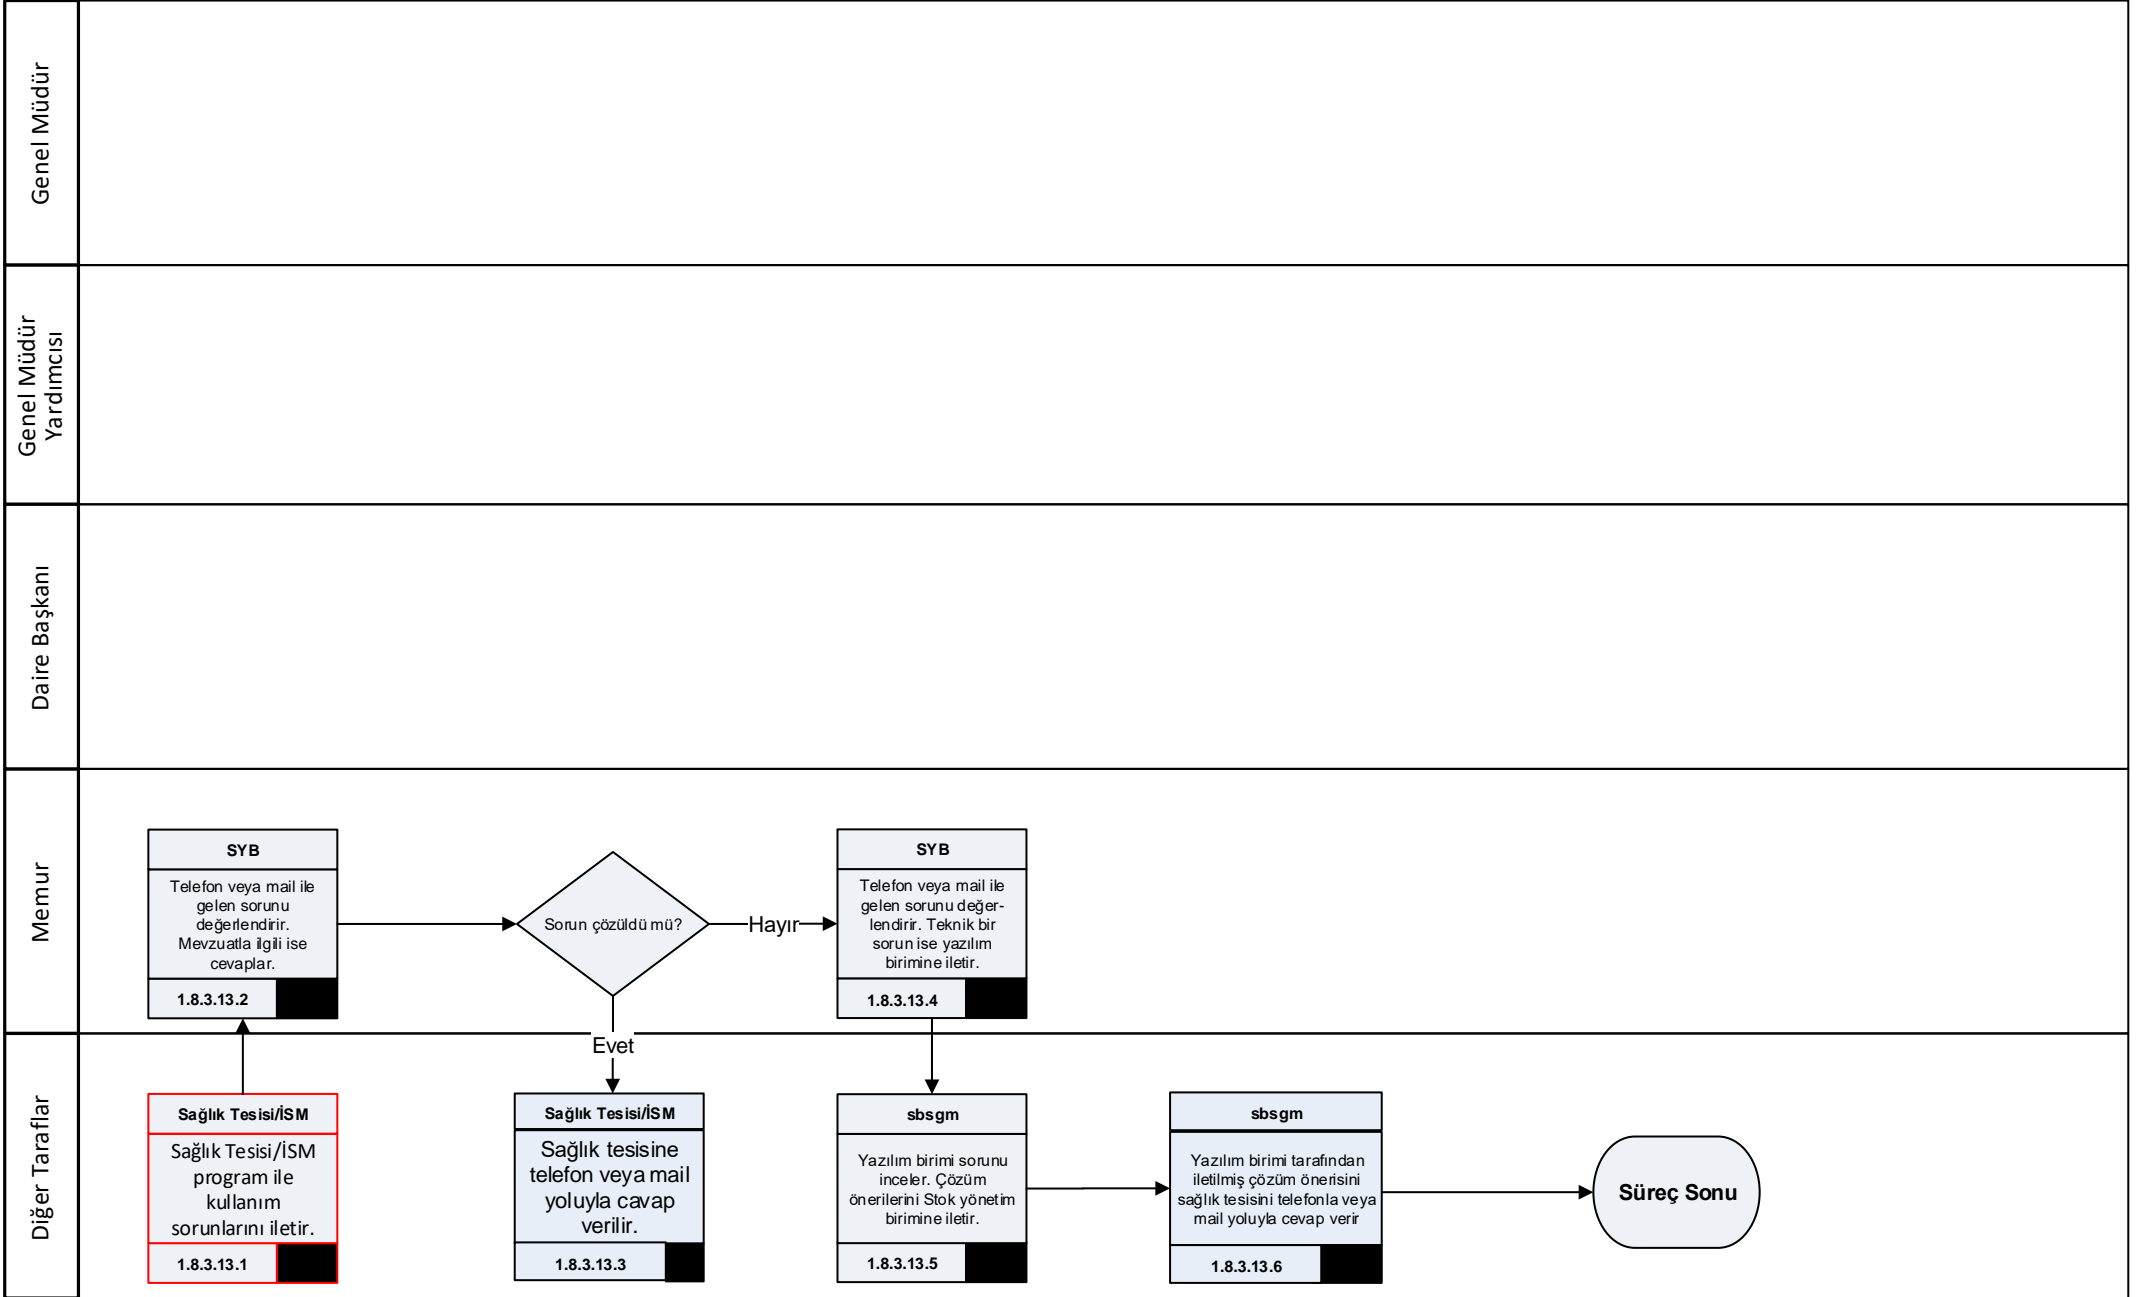 Genel Müdür
Genel Müdür
Yardımcısı
Daire Başkanı
Memur
SYB
Telefon veya mail ile
gelen sorunu
değerlendirir.
Mevzuatla ilgili ise
cevaplar.
1.8.3.13.2
Sorun çözüldü mü?
Hayır
Evet
SYB
Telefon veya mail ile
gelen sorunu değer-
lendirir. Teknik bir
sorun ise yazılım
birimine iletir.
1.8.3.13.4
Diğer Taraflar
Sağlık Tesisi/İSM
Sağlık Tesisi/İSM
program ile
kullanım
sorunlarını iletir.
1.8.3.13.1
Sağlık Tesisi/İSM
Sağlık tesisine
telefon veya mail
yoluyla cavap
verilir.
1.8.3.13.3
sbsgm
Yazılım birimi sorunu
inceler. Çözüm
önerilerini Stok yönetim
birimine iletir.
1.8.3.13.5
sbsgm
Yazılım birimi tarafından
iletilmiş çözüm önerisini
sağlık tesisini telefonla veya
mail yoluyla cevap verir
1.8.3.13.6
Süreç Sonu